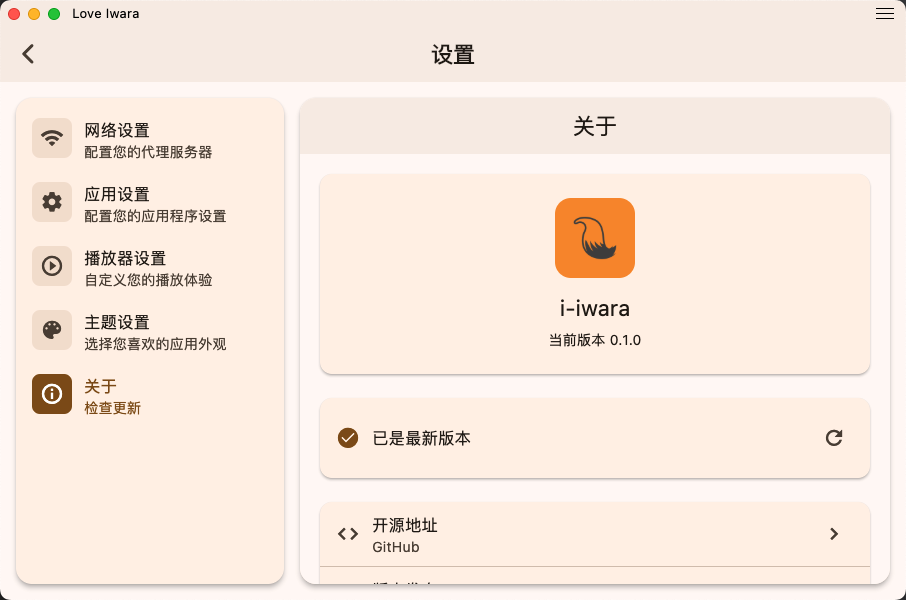 Love Iwara
设置
网络设置
配置您的代理服务器
应用设置
配置您的应用程序设置
播放器设置
自定义您的播放体验
主题设置
选择您喜欢的应用外观
关于
检查更新
关于
i-iwara
当前版本 0.1.0
已是最新版本
开源地址
GitHub